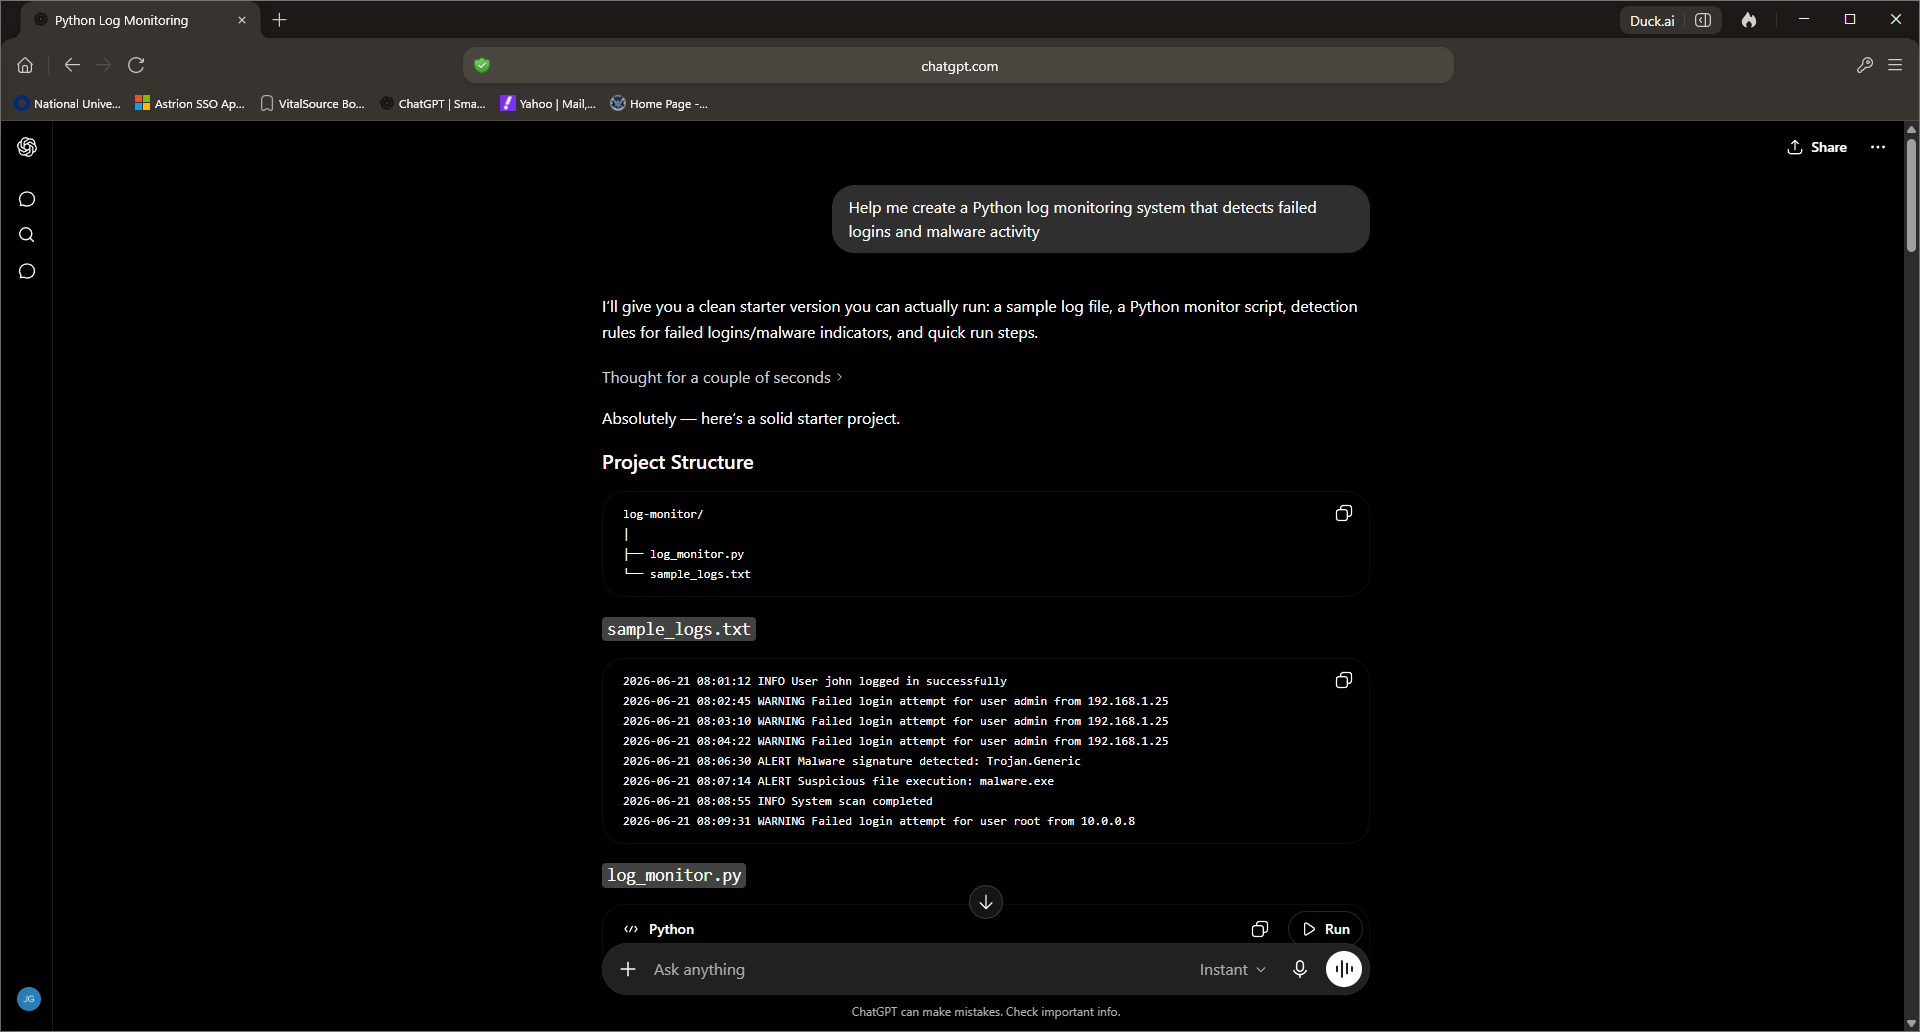 Python Log Monitoring
Duck.ai
chatgpt.com
National Unive...
Astrion SSO Ap...
VitalSource Bo...
ChatGPT | Sma...
Yahoo | Mail,...
Home Page -...
Share
Help me create a Python log monitoring system that detects failed
logins and malware activity
I'll give you a clean starter version you can actually run: a sample log file, a Python monitor script, detection
rules for failed logins/malware indicators, and quick run steps.
Thought for a couple of seconds >
Absolutely — here's a solid starter project.
Project Structure
log-monitor/
│
├── log_monitor.py
└── sample_logs.txt
sample_logs.txt
2026-06-21 08:01:12 INFO User john logged in successfully
2026-06-21 08:02:45 WARNING Failed login attempt for user admin from 192.168.1.25
2026-06-21 08:03:10 WARNING Failed login attempt for user admin from 192.168.1.25
2026-06-21 08:04:22 WARNING Failed login attempt for user admin from 192.168.1.25
2026-06-21 08:06:30 ALERT Malware signature detected: Trojan.Generic
2026-06-21 08:07:14 ALERT Suspicious file execution: malware.exe
2026-06-21 08:08:55 INFO System scan completed
2026-06-21 08:09:31 WARNING Failed login attempt for user root from 10.0.0.8
log_monitor.py
Python
Run
Ask anything
Instant
JG
ChatGPT can make mistakes. Check important info.